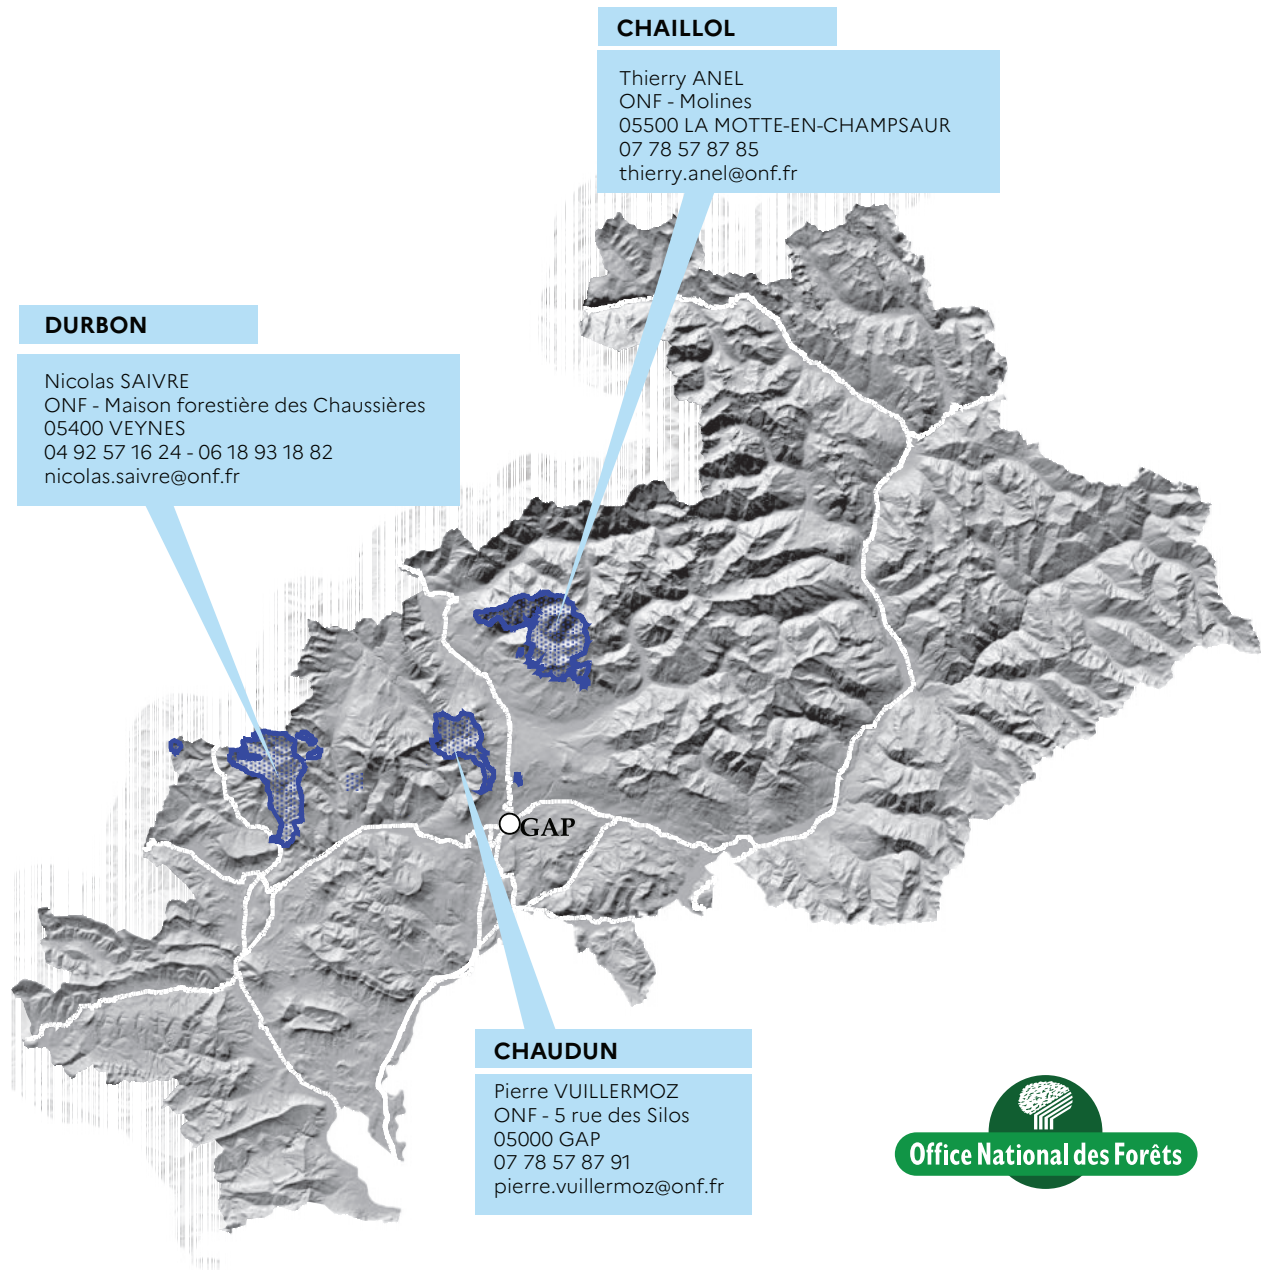 CHAILLOL
Thierry ANEL
ONF - Molines
05500 LA MOTTE-EN-CHAMPSAUR
07 78 57 87 85
thierry.anel@onf.fr
DURBON
Nicolas SAIVRE
ONF - Maison forestière des Chaussières
05400 VEYNES
04 92 57 16 24 - 06 18 93 18 82
nicolas.saivre@onf.fr
GAP
CHAUDUN
Pierre VUILLERMOZ
ONF - 5 rue des Silos
05000 GAP
07 78 57 87 91
pierre.vuillermoz@onf.fr
Office National des Forêts